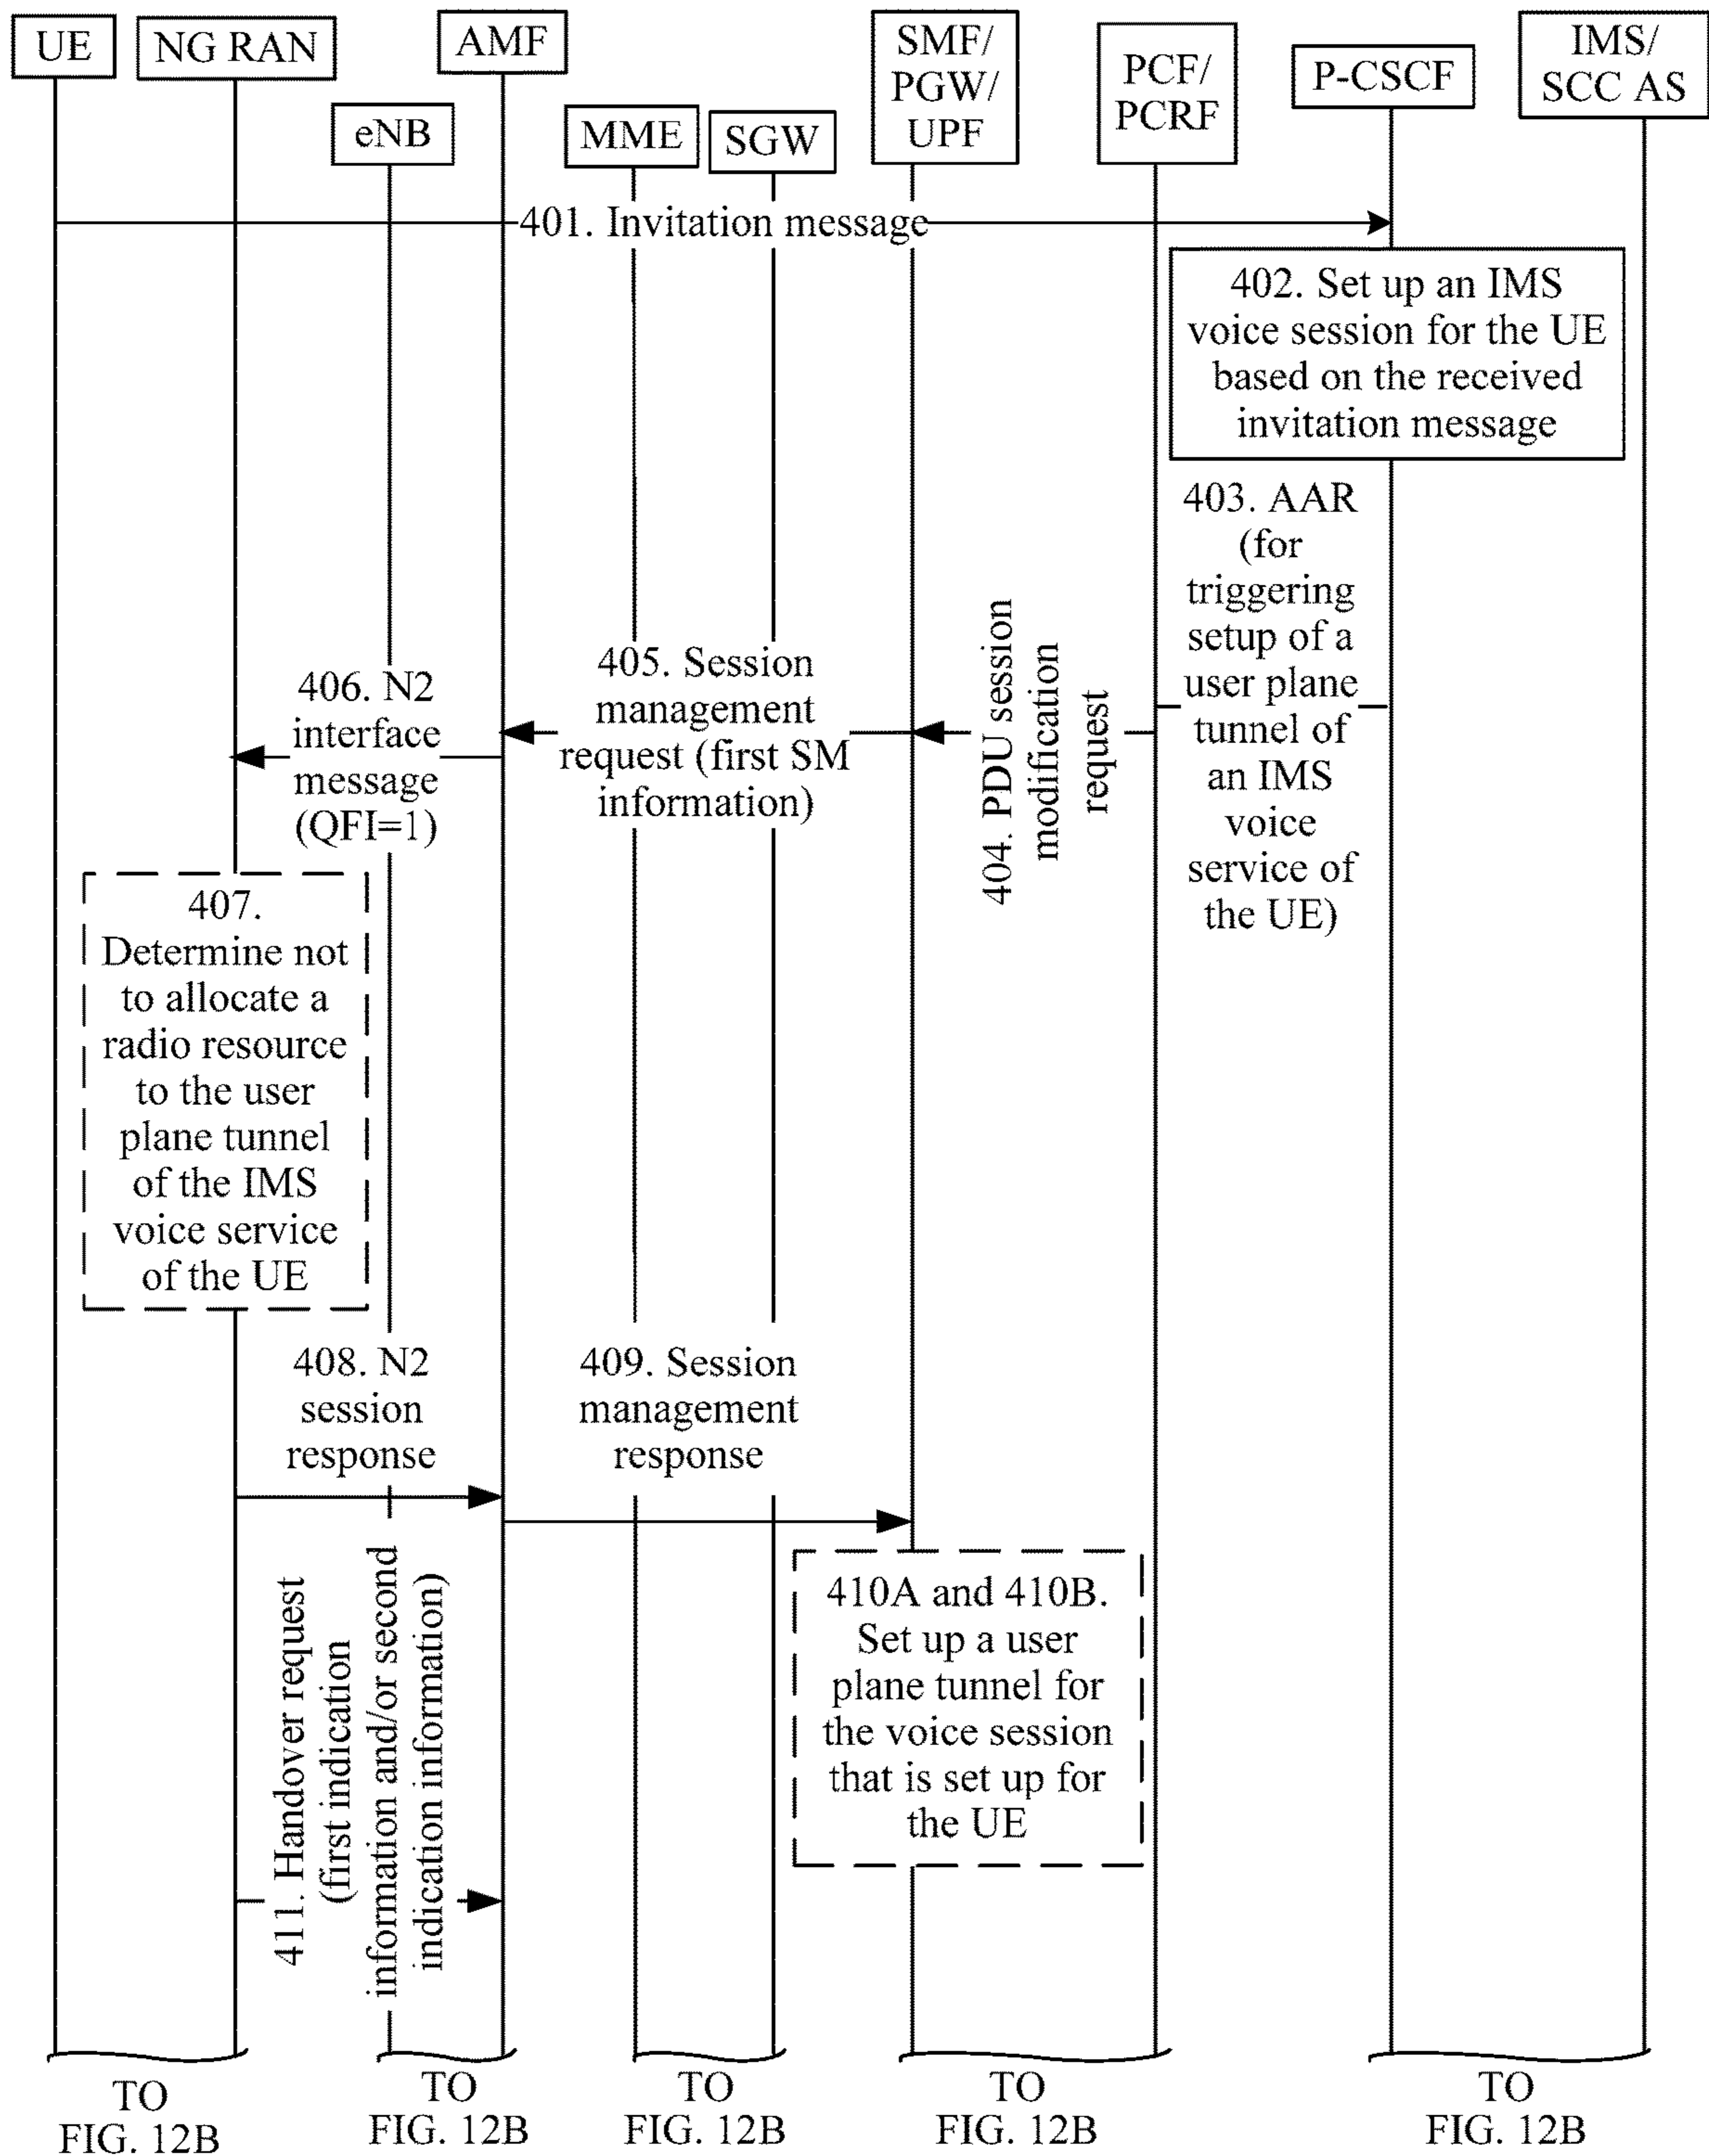 UE
NG RAN
AMF
SMF/
PGW/
UPF
PCF/
PCRF
P-CSCF
IMS/
SCC AS
eNB
MME
SGW
401. Invitation message
402. Set up an IMS
voice session for the UE
based on the received
invitation message
403. AAR
(for
triggering
setup of a
user plane
tunnel of
an IMS
voice
service of
the UE)
404. PDU session
modification
request
405. Session
management
request (first SM
information)
406. N2
interface
message
(QFI=1)
407.
Determine not
to allocate a
radio resource
to the user
plane tunnel
of the IMS
voice service
of the UE
408. N2
session
response
409. Session
management
response
410A and 410B.
Set up a user
plane tunnel for
the voice session
that is set up for
the UE
411. Handover request
(first indication
information and/or second
indication information)
TO
FIG. 12B
TO
FIG. 12B
TO
FIG. 12B
TO
FIG. 12B
TO
FIG. 12B